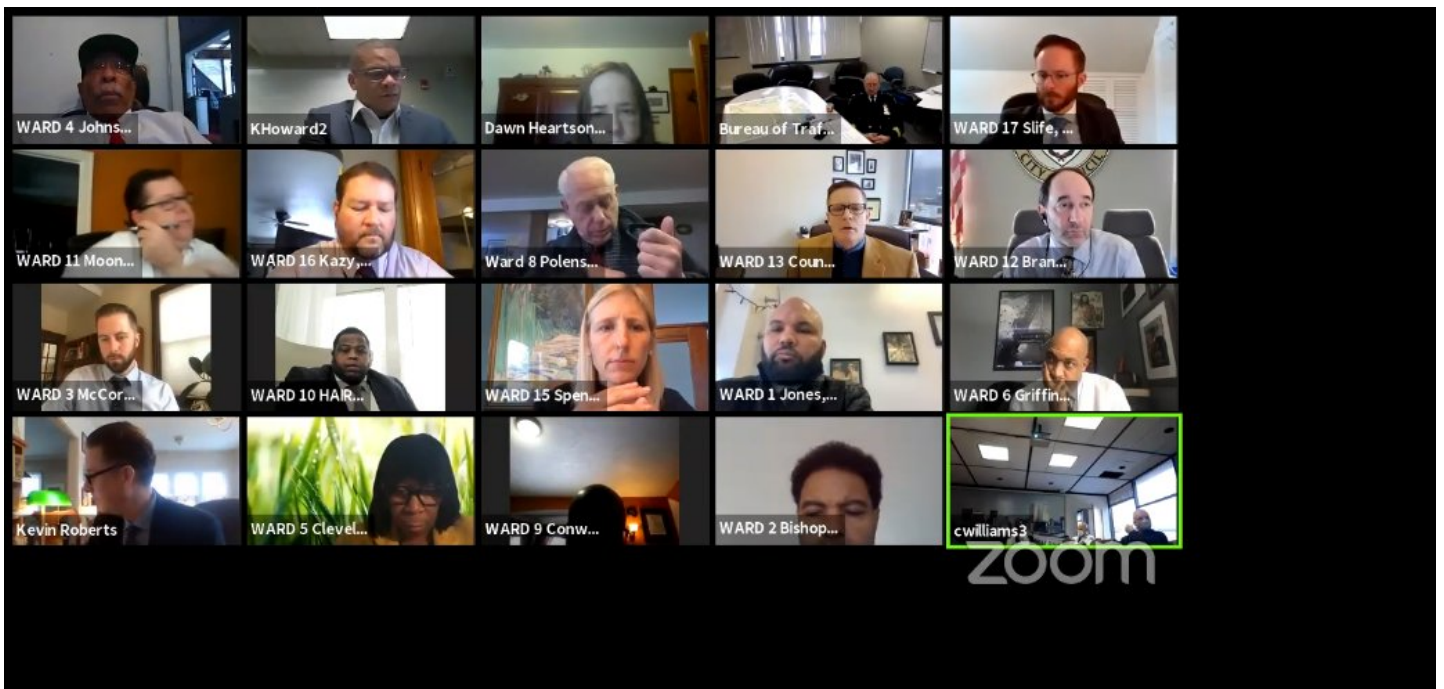 WARD 4 Johns...
KHoward2
Dawn Heartson...
Bureau of Traf...
WARD 17 Slife, ...
WARD 11 Moon...
WARD 16 Kazy,...
Ward 8 Polens...
WARD 13 Coun...
CITY COUNCIL
WARD 12 Bran...
WARD 3 McCor...
WARD 10 HAIR...
WARD 15 Spen...
WARD 1 Jones,...
WARD 6 Griffin...
Kevin Roberts
WARD 5 Clevel...
WARD 9 Conw...
WARD 2 Bishop...
cwilliams3
zoom